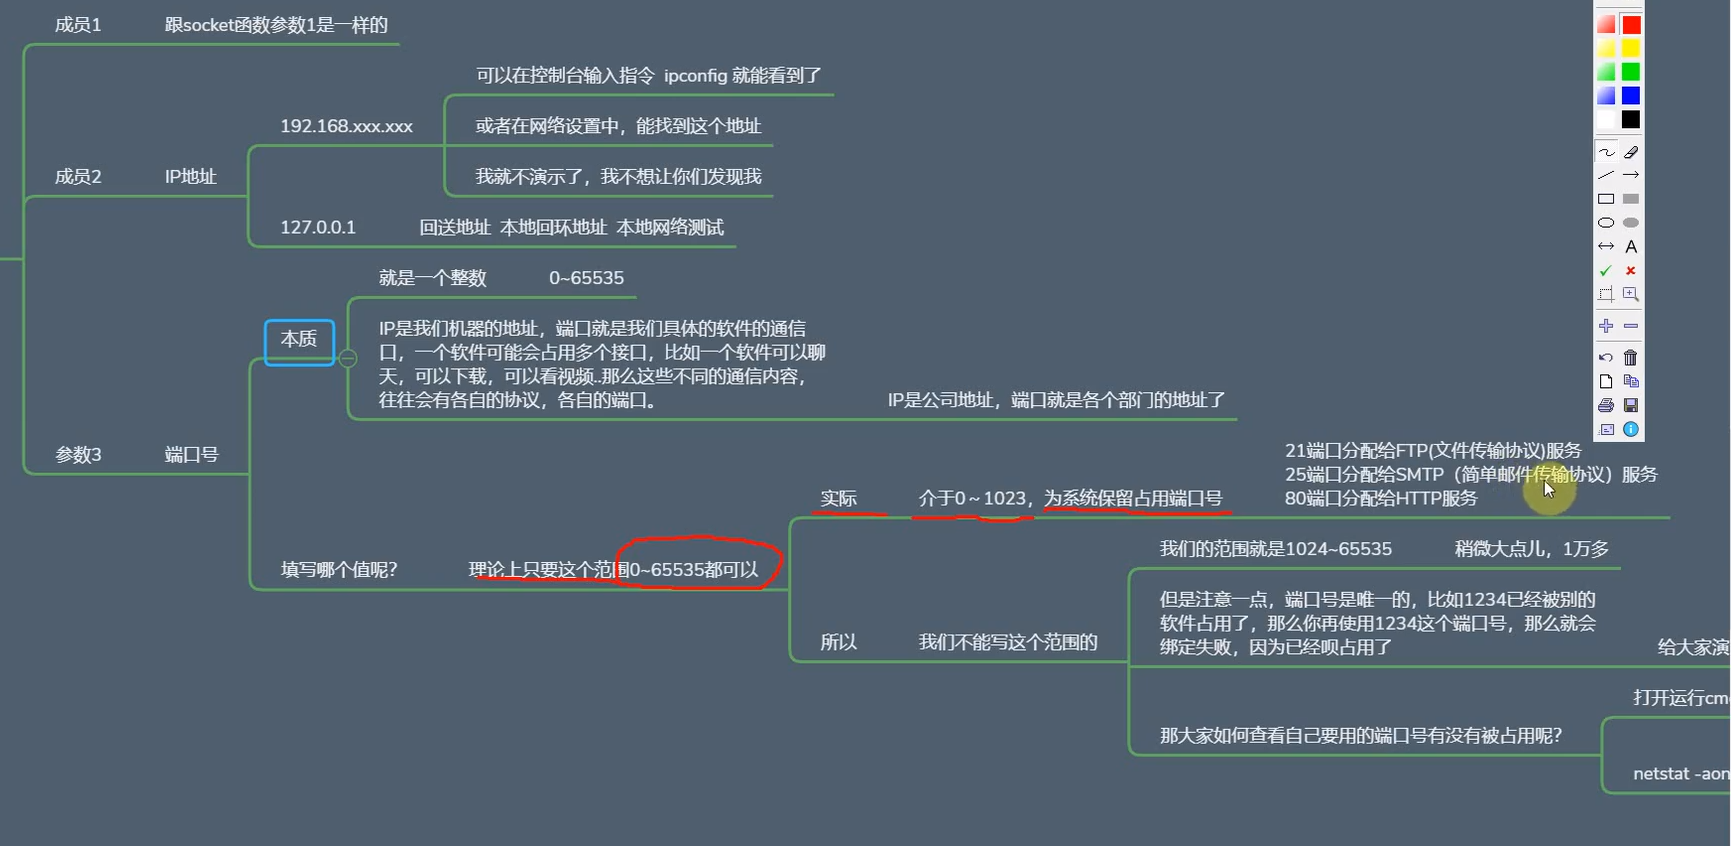 成员1
跟socket函数参数1是一样的
可以在控制台输入指令 ipconfig 就能看到了
192.168.xxx.xxx
或者在网络设置中，能找到这个地址
成员2
IP地址
我就不演示了，我不想让你们发现我
127.0.0.1
回送地址 本地回环地址 本地网络测试
就是一个整数
0~65535
本质
IP是我们机器的地址，端口就是我们具体的软件的通信
口，一个软件可能会占用多个接口，比如一个软件可以聊
天，可以下载，可以看视频..那么这些不同的通信内容，
往往会有各自的协议，各自的端口。
IP是公司地址，端口就是各个部门的地址了
参数3
端口号
21端口分配给FTP(文件传输协议)服务
25端口分配给SMTP（简单邮件传输协议）服务
80端口分配给HTTP服务
实际
介于0～1023，为系统保留占用端口号
填写哪个值呢？
理论上只要这个范围0~65535都可以
我们的范围就是1024~65535
稍微大点儿，1万多
但是注意一点，端口号是唯一的，比如1234已经被别的
软件占用了，那么你再使用1234这个端口号，那么就会
绑定失败，因为已经呗占用了
所以
我们不能写这个范围的
给大家演
打开运行cm
那大家如何查看自己要用的端口号有没有被占用呢？
netstat -aon
A